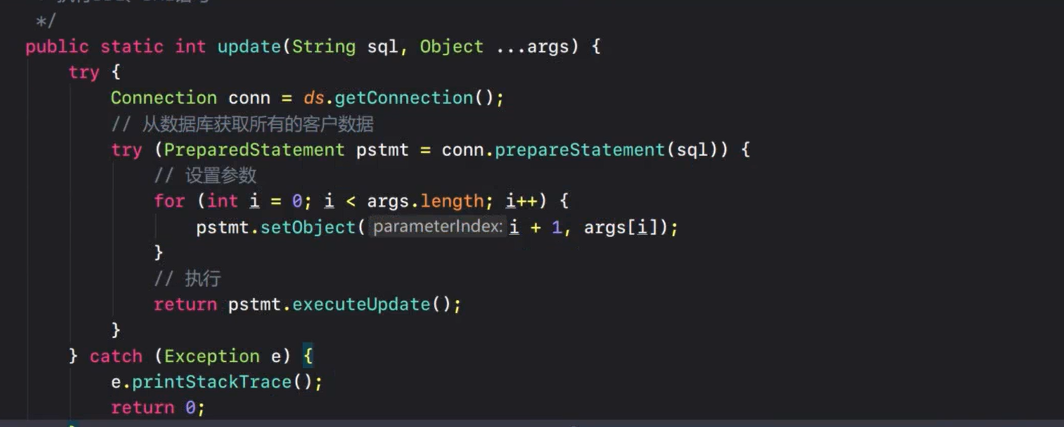 */
public static int update(String sql, Object ...args) {
try {
Connection conn = ds.getConnection();
// 从数据库获取所有的客户数据
try (PreparedStatement pstmt = conn.prepareStatement(sql)) {
// 设置参数
for (int i = 0; i < args.length; i++) {
pstmt.setObject( parameterIndex: i + 1, args[i]);
}
// 执行
return pstmt.executeUpdate();
}
} catch (Exception e) {
e.printStackTrace();
return 0;